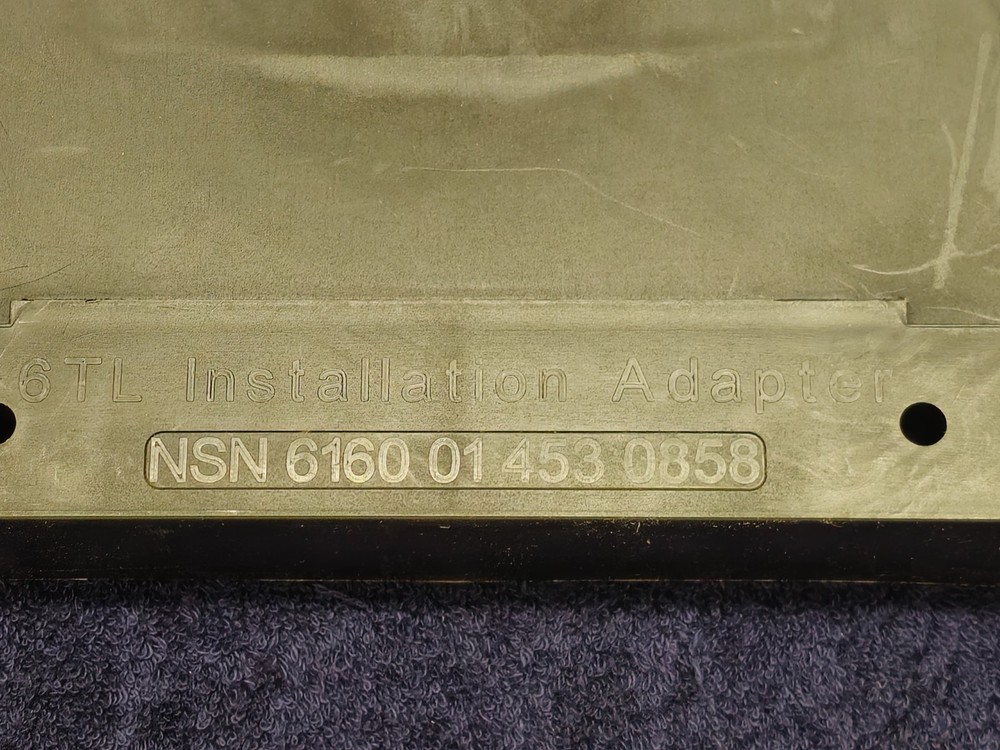 6TL Installation Adapter
NSN 6160 01 453 0858